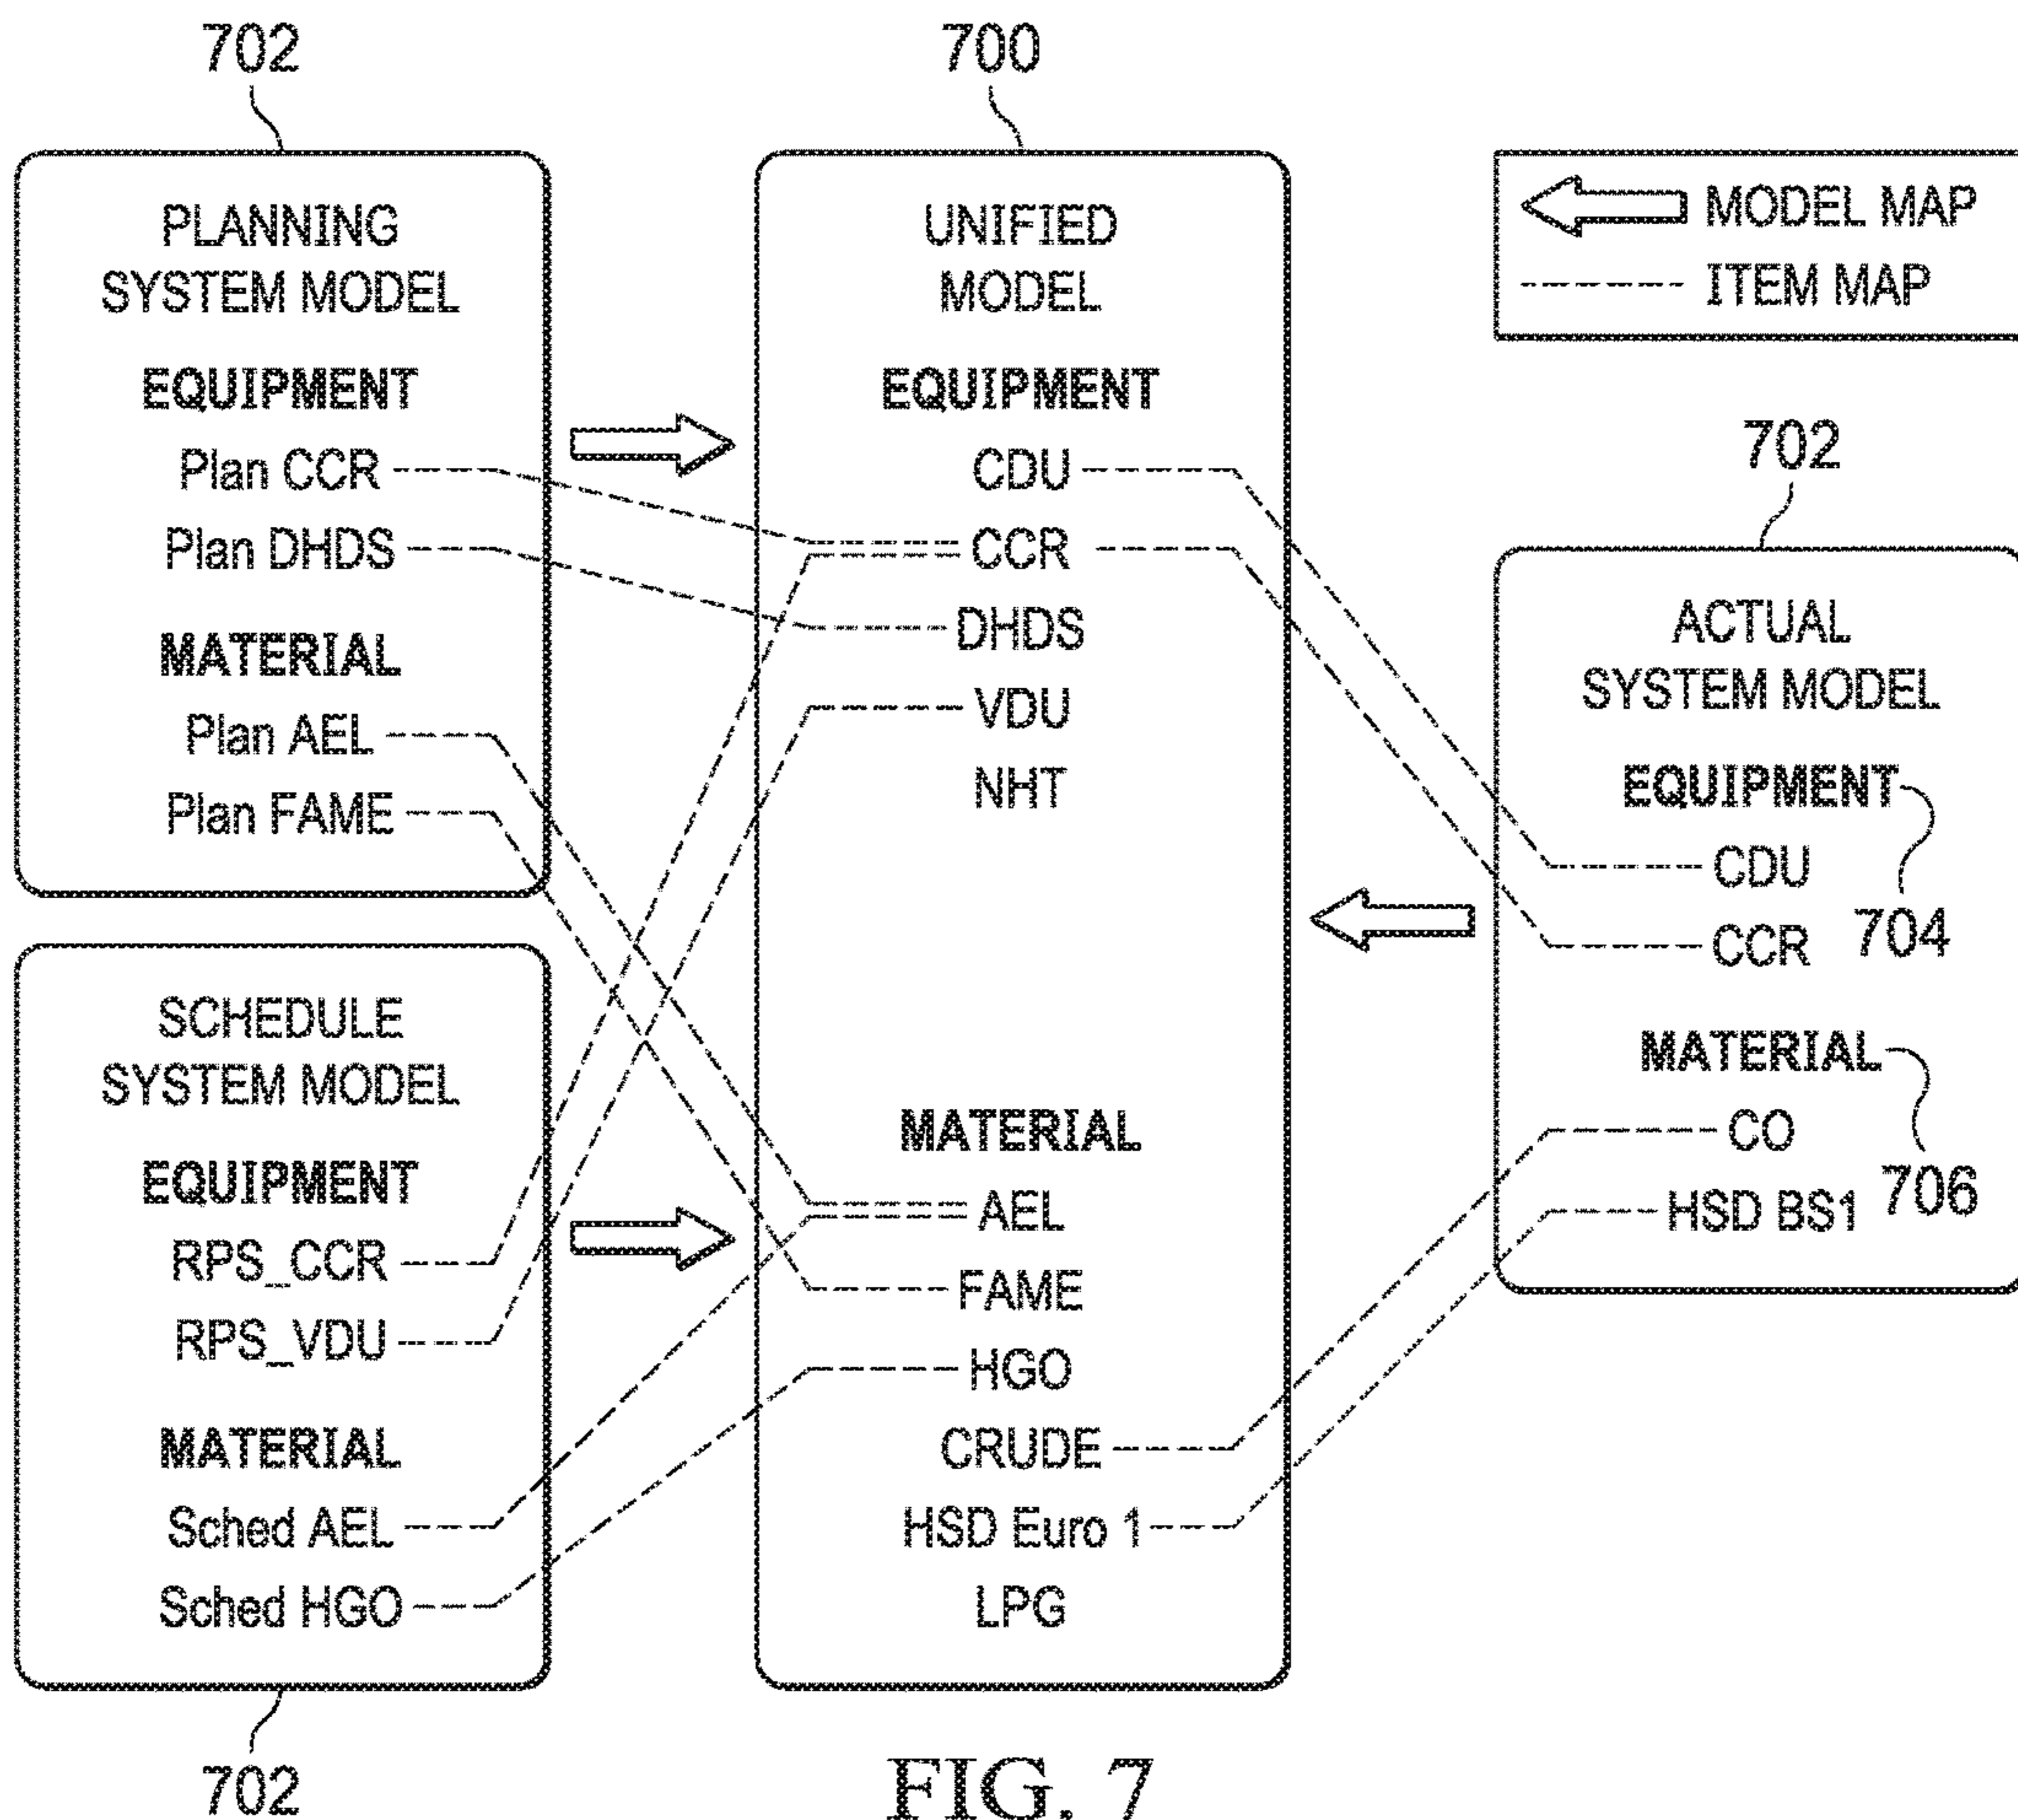 702
PLANNING
SYSTEM MODEL
EQUIPMENT
Plan CCR
Plan DHDS
MATERIAL
Plan AEL
Plan FAME
SCHEDULE
SYSTEM MODEL
EQUIPMENT
RPS_CCR
RPS_VDU
MATERIAL
Sched AEL
Sched HGO
702
700
UNIFIED
MODEL
EQUIPMENT
CDU
CCR
DHDS
VDU
NHT
MATERIAL
AEL
FAME
HGO
CRUDE
HSD Euro 1
LPG
MODEL MAP
ITEM MAP
702
ACTUAL
SYSTEM MODEL
EQUIPMENT
704
CDU
CCR
MATERIAL
706
CO
HSD BS1
FIG. 7